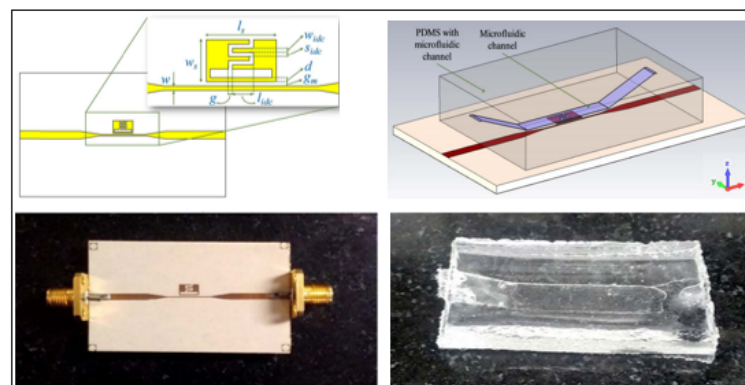 l_s
w_idc
s_idc
w_s
w
d
g_m
g
l_idc
PDMS with
microfluidic
channel
Microfluidic
channel
z
y
x